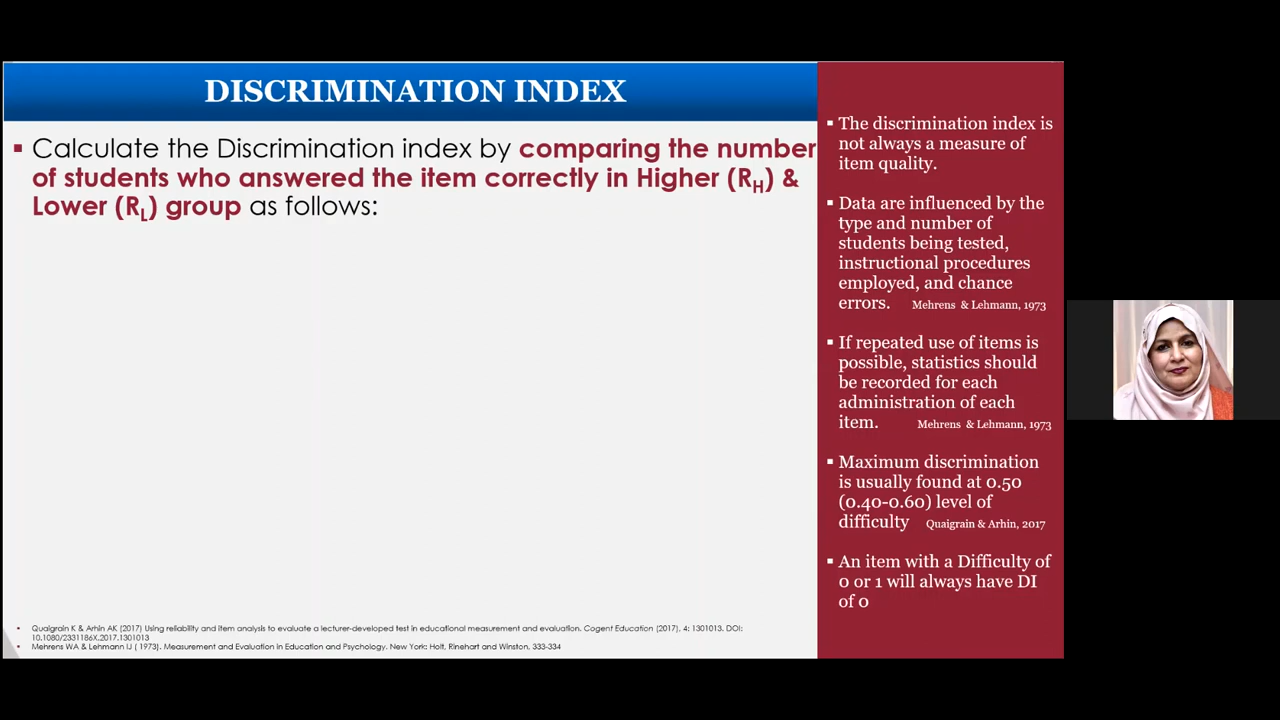 DISCRIMINATION INDEX
▪ Calculate the Discrimination index by comparing the number
of students who answered the item correctly in Higher (RH) &
Lower (RL) group as follows:
▪ The discrimination index is
not always a measure of
item quality.
▪ Data are influenced by the
type and number of
students being tested,
instructional procedures
employed, and chance
errors. Mehrens & Lehmann, 1973
▪ If repeated use of items is
possible, statistics should
be recorded for each
administration of each
item. Mehrens & Lehmann, 1973
▪ Maximum discrimination
is usually found at 0.50
(0.40-0.60) level of
difficulty Quaigrain & Arhin, 2017
▪ An item with a Difficulty of
0 or 1 will always have DI
of 0
▪ Quaigrain K & Arhin AK (2017) Using reliability and item analysis to evaluate a lecturer-developed test in educational measurement and evaluation. Cogent Education (2017), 4: 1301013. DOI:
10.1080/2331186X.2017.1301013
▪ Mehrens WA & Lehmann IJ ( 1973). Measurement and Evaluation in Education and Psychology. New York: Holt, Rinehart and Winston, 333-334